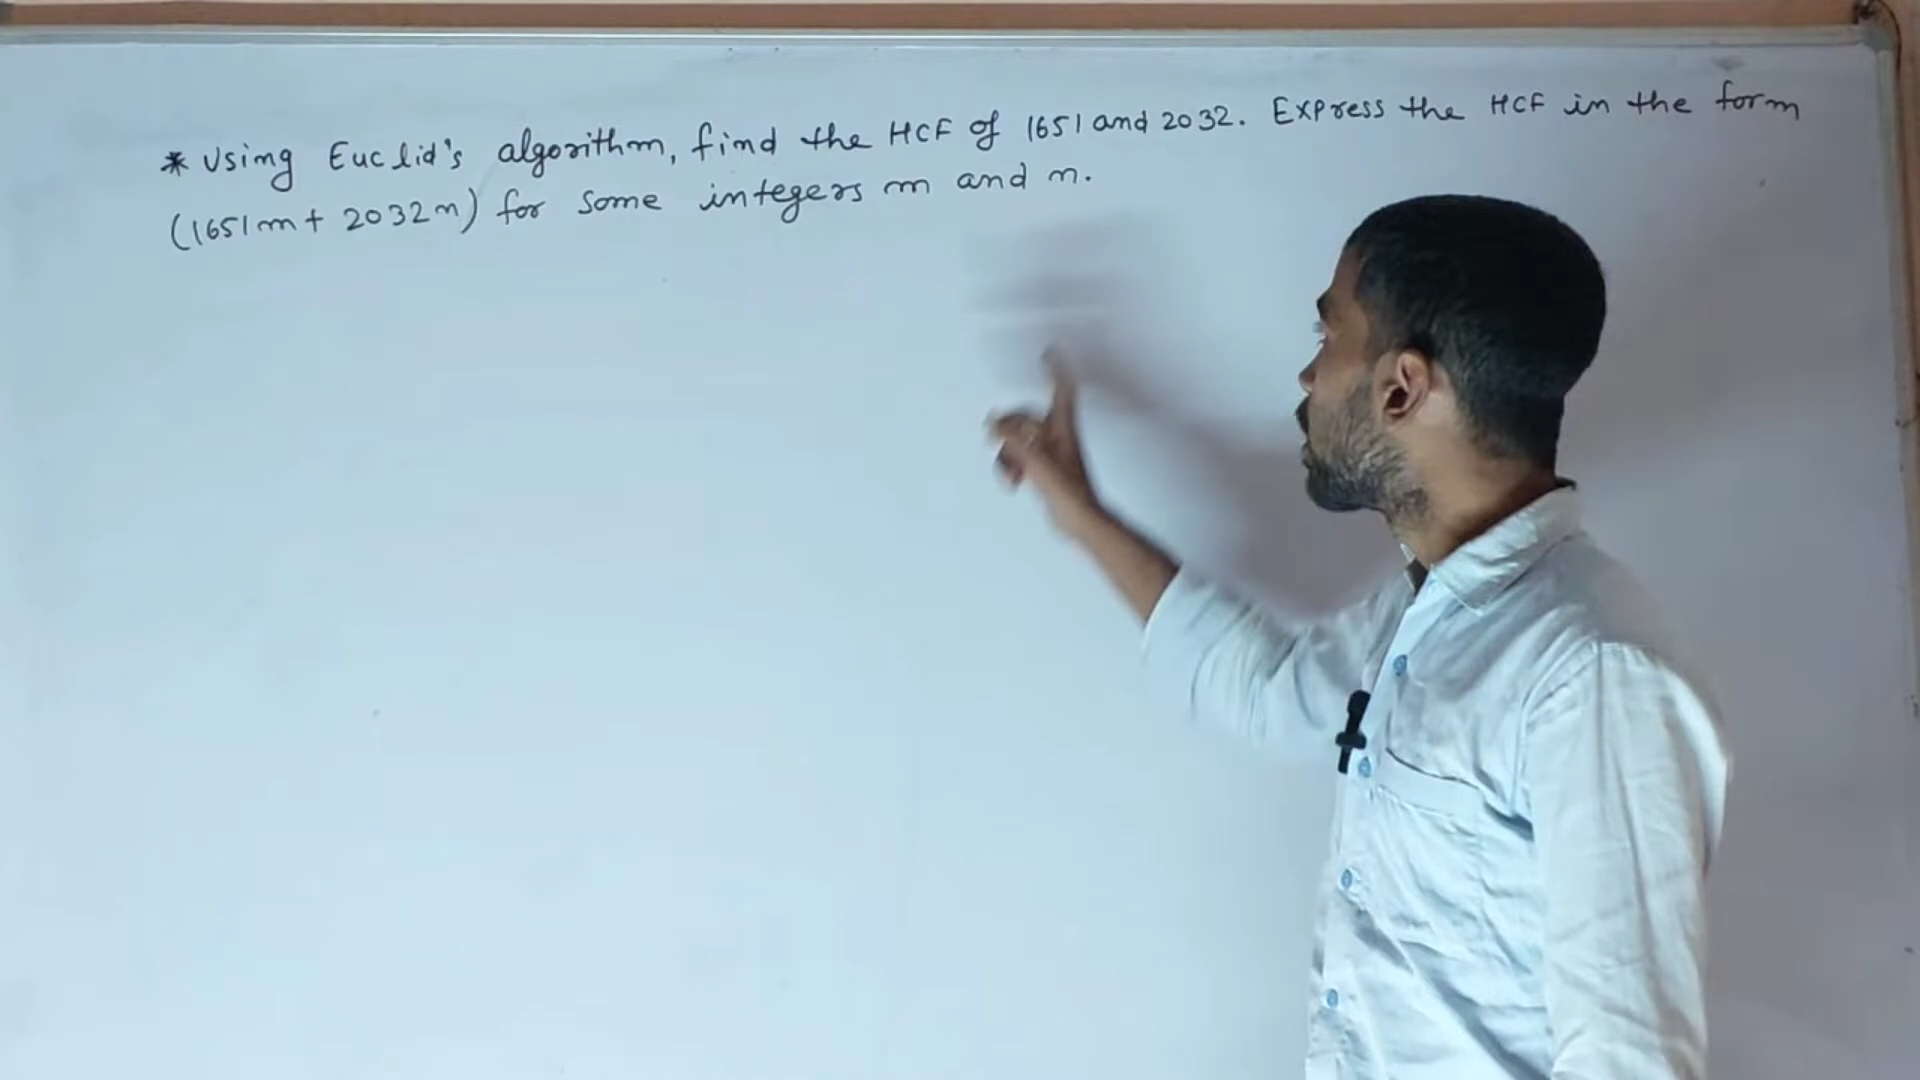 * Using Euclid's algorithm, find the HCF of 1651 and 2032. Express the HCF in the form
(1651m + 2032n) for some integers m and n.